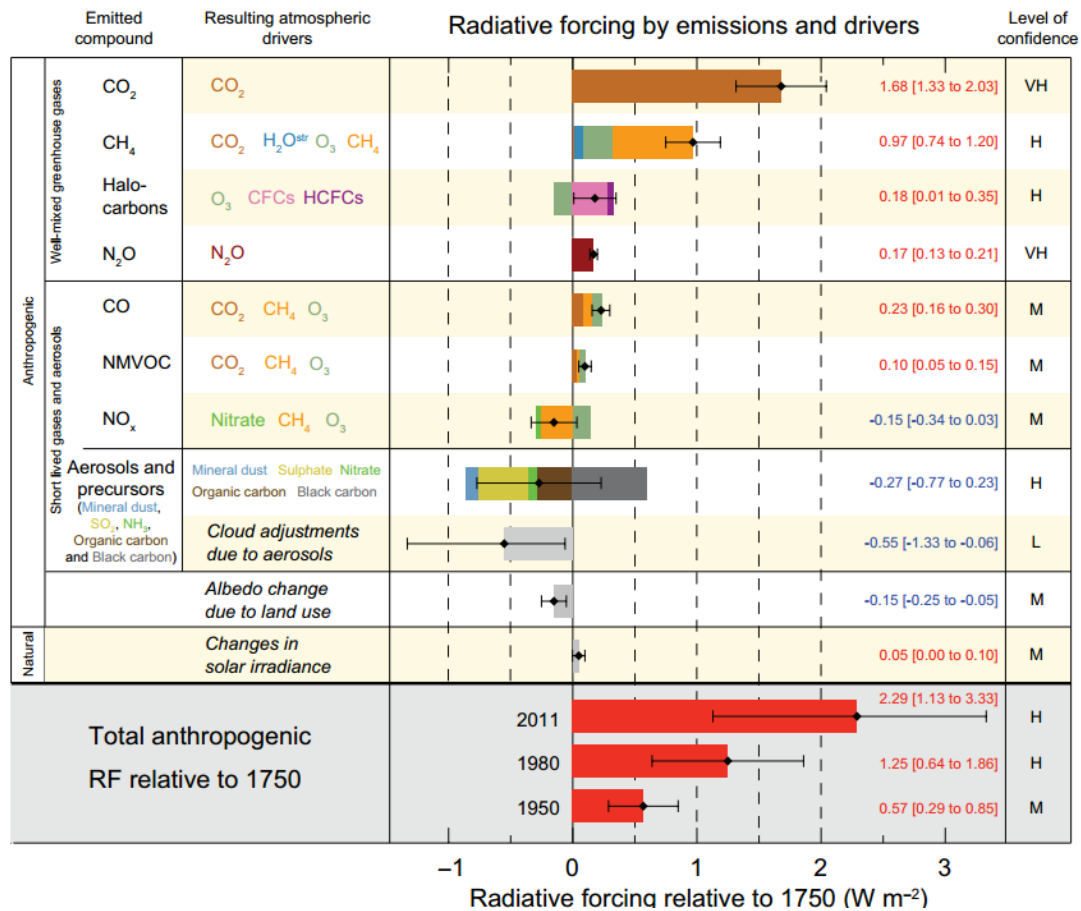 Emitted compound
Resulting atmospheric drivers
Radiative forcing by emissions and drivers
Level of confidence
Anthropogenic
Well-mixed greenhouse gases
CO₂
CO₂
1.68 [1.33 to 2.03]
VH
CH₄
CO₂ H₂Oˢᵗʳ O₃ CH₄
0.97 [0.74 to 1.20]
H
Halo-
carbons
O₃ CFCs HCFCs
0.18 [0.01 to 0.35]
H
N₂O
N₂O
0.17 [0.13 to 0.21]
VH
Short lived gases and aerosols
CO
CO₂ CH₄ O₃
0.23 [0.16 to 0.30]
M
NMVOC
CO₂ CH₄ O₃
0.10 [0.05 to 0.15]
M
NOₓ
Nitrate CH₄ O₃
-0.15 [-0.34 to 0.03]
M
Aerosols and
precursors
(Mineral dust,
SO₂, NH₃,
Organic carbon
and Black carbon)
Mineral dust Sulphate Nitrate
Organic carbon Black carbon
-0.27 [-0.77 to 0.23]
H
Cloud adjustments
due to aerosols
-0.55 [-1.33 to -0.06]
L
Albedo change
due to land use
-0.15 [-0.25 to -0.05]
M
Natural
Changes in
solar irradiance
0.05 [0.00 to 0.10]
M
Total anthropogenic
RF relative to 1750
2011
2.29 [1.13 to 3.33]
H
1980
1.25 [0.64 to 1.86]
H
1950
0.57 [0.29 to 0.85]
M
−1 0 1 2 3
Radiative forcing relative to 1750 (W m⁻²)